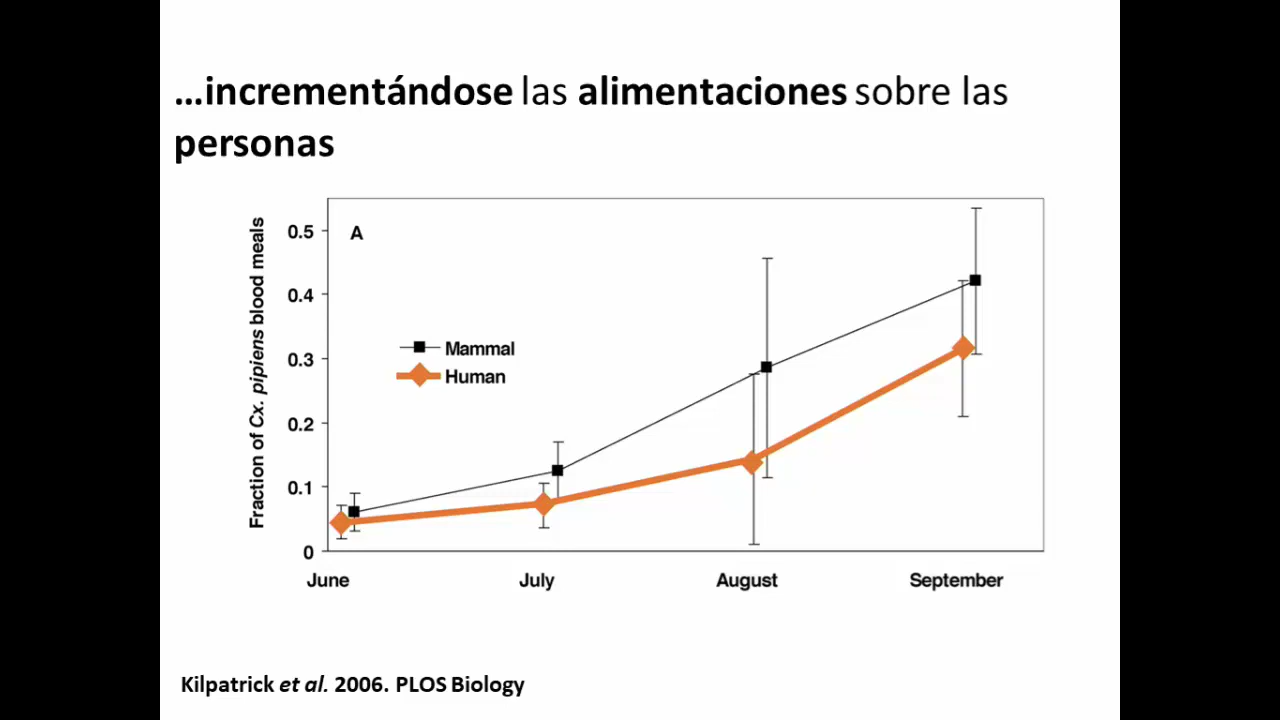 ...incrementándose las alimentaciones sobre las
personas
Fraction of Cx. pipiens blood meals
A
0.5
0.4
0.3
0.2
0.1
0
Mammal
Human
June July August September
Kilpatrick et al. 2006. PLOS Biology